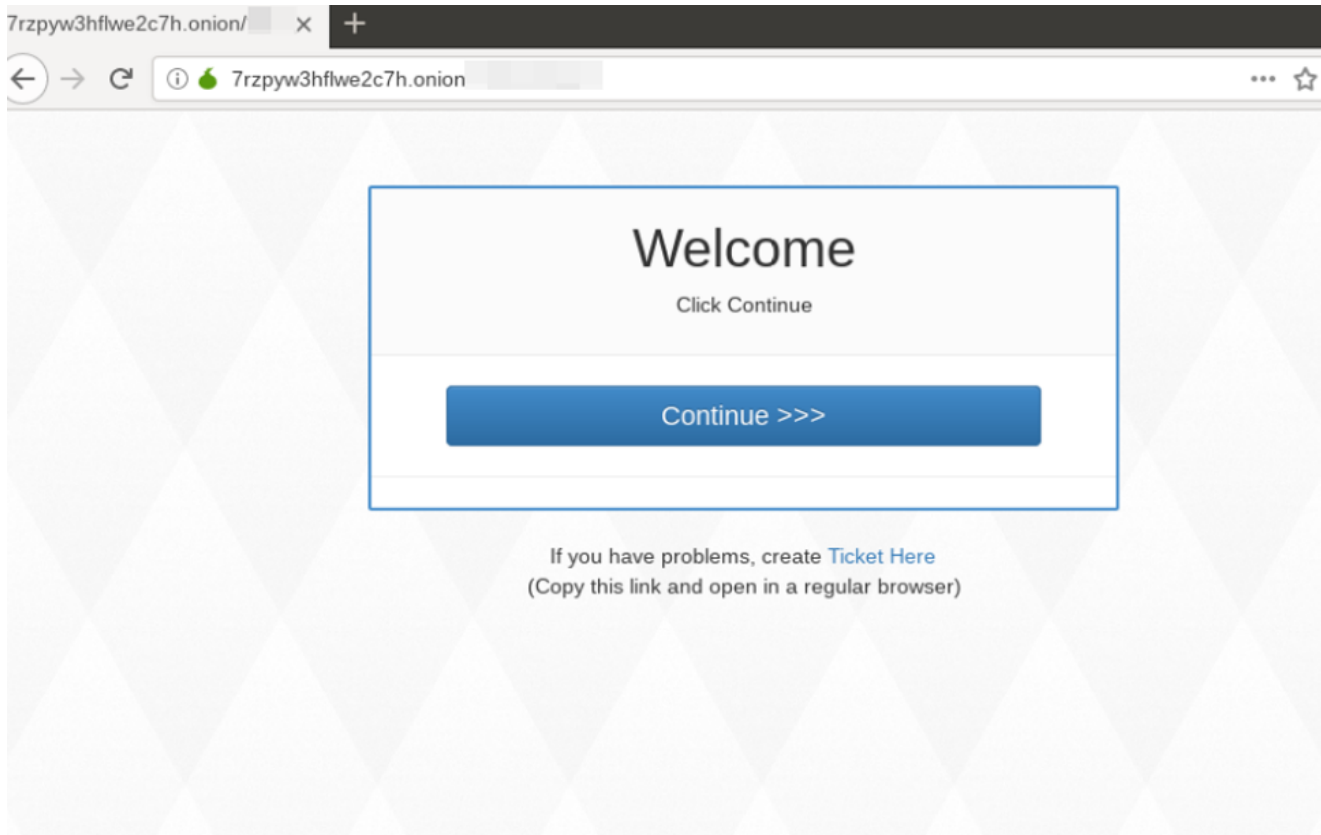 7rzpyw3hflwe2c7h.onion/
7rzpyw3hflwe2c7h.onion
Welcome
Click Continue
Continue >>>
If you have problems, create Ticket Here
(Copy this link and open in a regular browser)